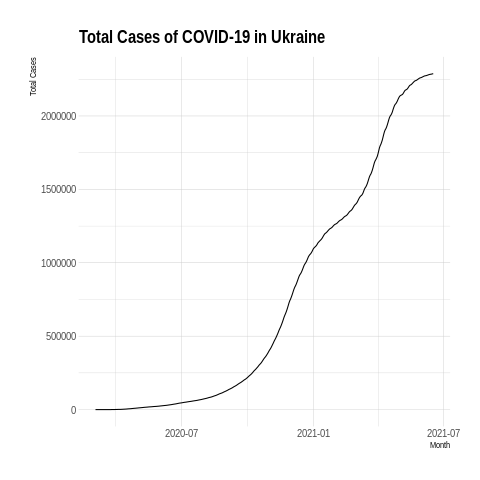 Total Cases of COVID-19 in Ukraine
Total Cases
2000000
1500000
1000000
500000
0
2020-07
2021-01
2021-07
Month